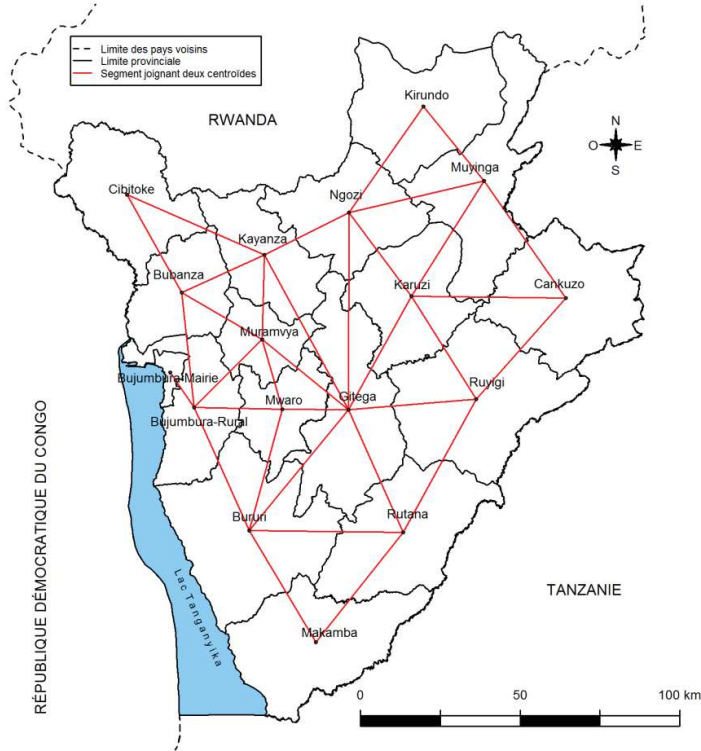 Limite des pays voisins
Limite provinciale
Segment joignant deux centroïdes
RWANDA
Kirundo
N
O E
S
Muyinga
Cibitoke
Ngozi
Kayanza
Bubanza
Karuzi
Cankuzo
Muramvya
Bujumbura-Mairie
Mwaro
Gitega
Ruyigi
Bujumbura-Rural
Bururi
Rutana
RÉPUBLIQUE DÉMOCRATIQUE DU CONGO
Lac Tanganyika
TANZANIE
Makamba
0 50 100 km